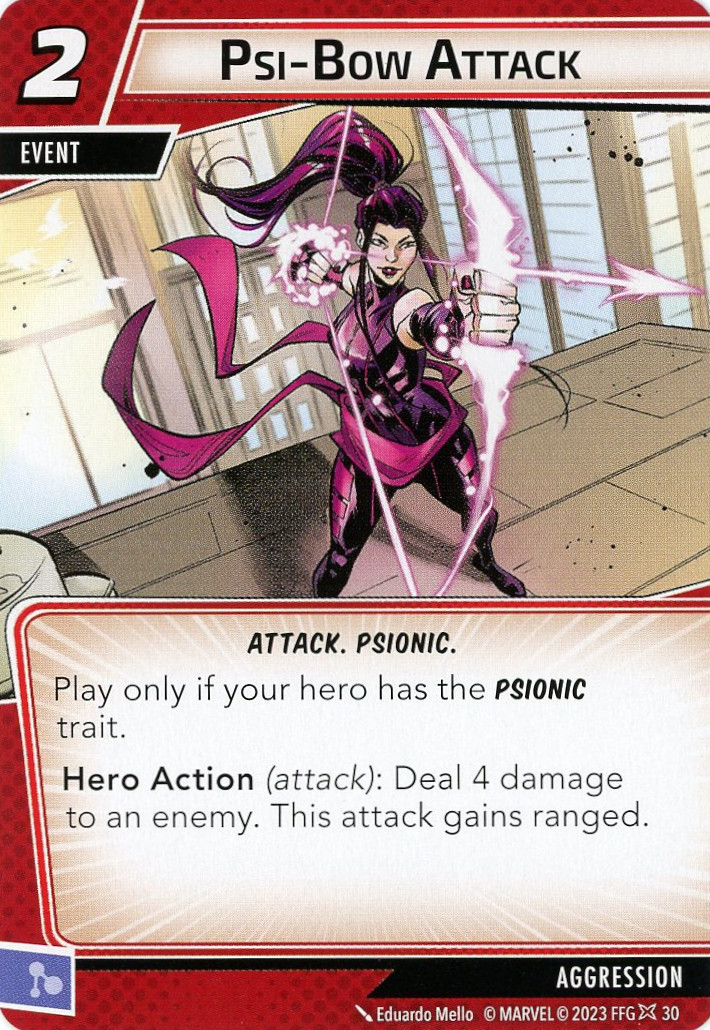 2
Psi-Bow Attack
EVENT
ATTACK. PSIONIC.
Play only if your hero has the PSIONIC
trait.
Hero Action (attack): Deal 4 damage
to an enemy. This attack gains ranged.
AGGRESSION
Eduardo Mello © MARVEL © 2023 FFG 30